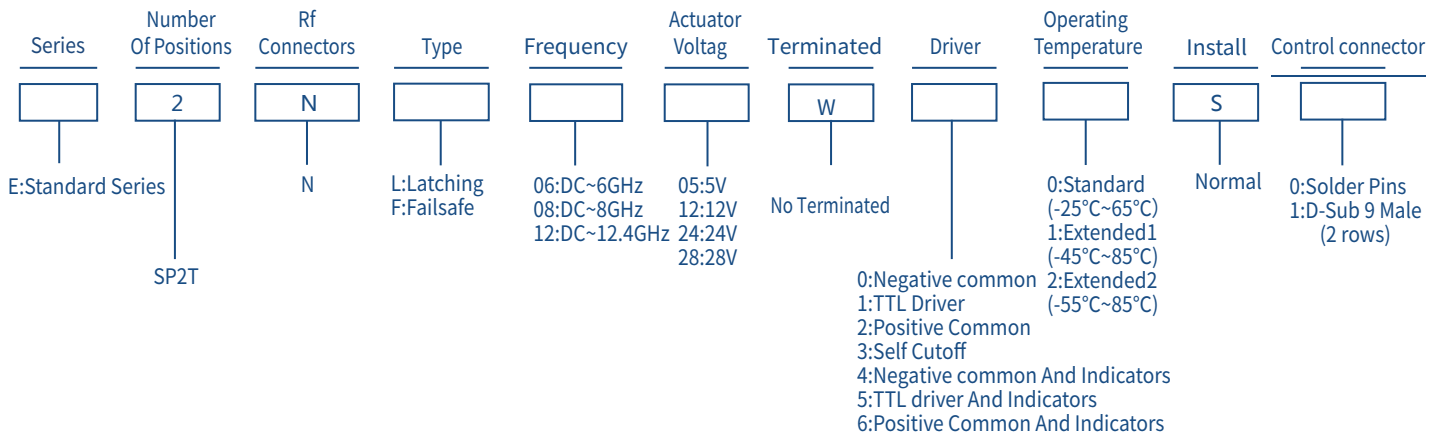 Series
Number
Of Positions
Rf
Connectors
Type
Frequency
Actuator
Voltag
Terminated
Driver
Operating
Temperature
Install
Control connector
2
N
W
S
E:Standard Series
SP2T
N
L:Latching
F:Failsafe
06:DC~6GHz
08:DC~8GHz
12:DC~12.4GHz
05:5V
12:12V
24:24V
28:28V
No Terminated
0:Negative common
1:TTL Driver
2:Positive Common
3:Self Cutoff
4:Negative common And Indicators
5:TTL driver And Indicators
6:Positive Common And Indicators
0:Standard
(-25°C~65°C)
1:Extended1
(-45°C~85°C)
2:Extended2
(-55°C~85°C)
Normal
0:Solder Pins
1:D-Sub 9 Male
(2 rows)